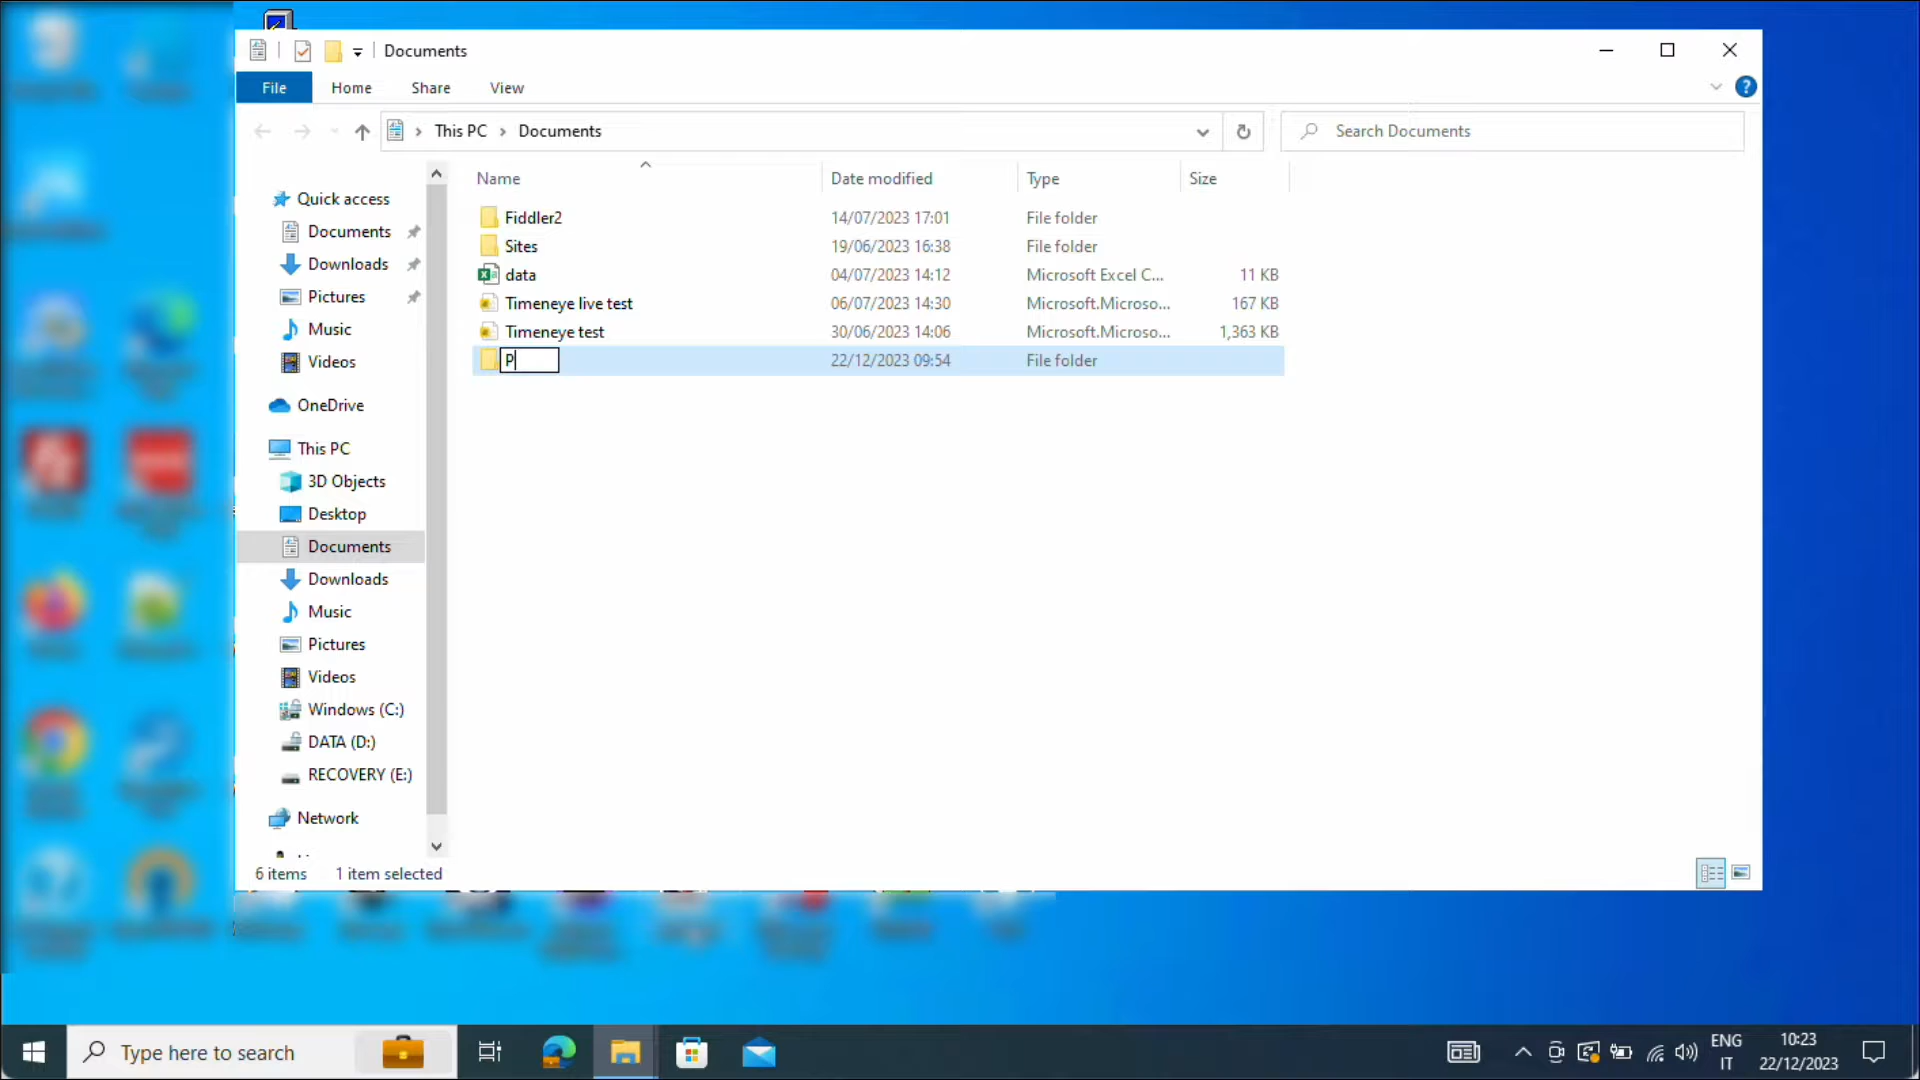 Documents
File Home Share View
This PC Documents
Search Documents
Name Date modified Type Size
Quick access
Documents
Downloads
Pictures
Music
Videos
OneDrive
This PC
3D Objects
Desktop
Documents
Downloads
Music
Pictures
Videos
Windows (C:)
DATA (D:)
RECOVERY (E:)
Network
Fiddler2 14/07/2023 17:01 File folder
Sites 19/06/2023 16:38 File folder
data 04/07/2023 14:12 Microsoft Excel C... 11 KB
Timeneye live test 06/07/2023 14:30 Microsoft.Microso... 167 KB
Timeneye test 30/06/2023 14:06 Microsoft.Microso... 1,363 KB
P 22/12/2023 09:54 File folder
6 items 1 item selected
Type here to search
ENG
IT
10:23
22/12/2023